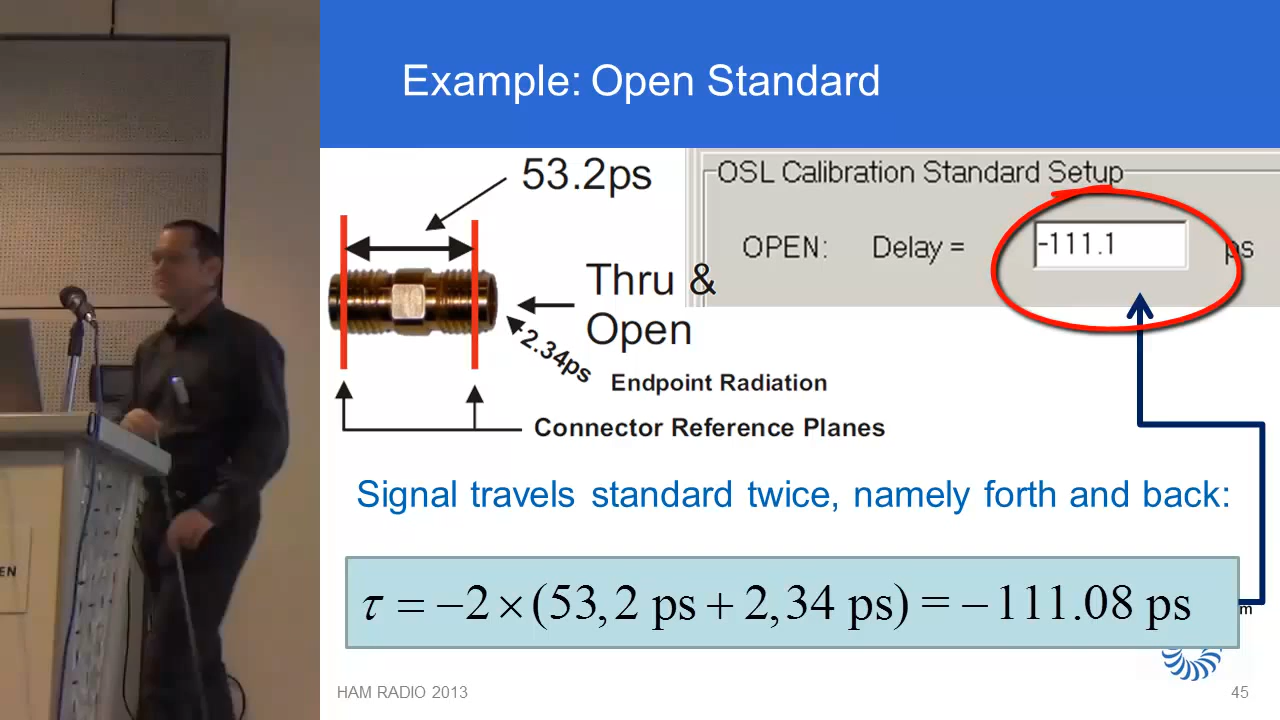 Example: Open Standard
53.2ps
OSL Calibration Standard Setup
OPEN: Delay = -111.1 ps
Thru &
Open
2.34ps
Endpoint Radiation
Connector Reference Planes
Signal travels standard twice, namely forth and back:
τ = −2×(53,2 ps + 2,34 ps) = −111.08 ps
m
HAM RADIO 2013
45
EN